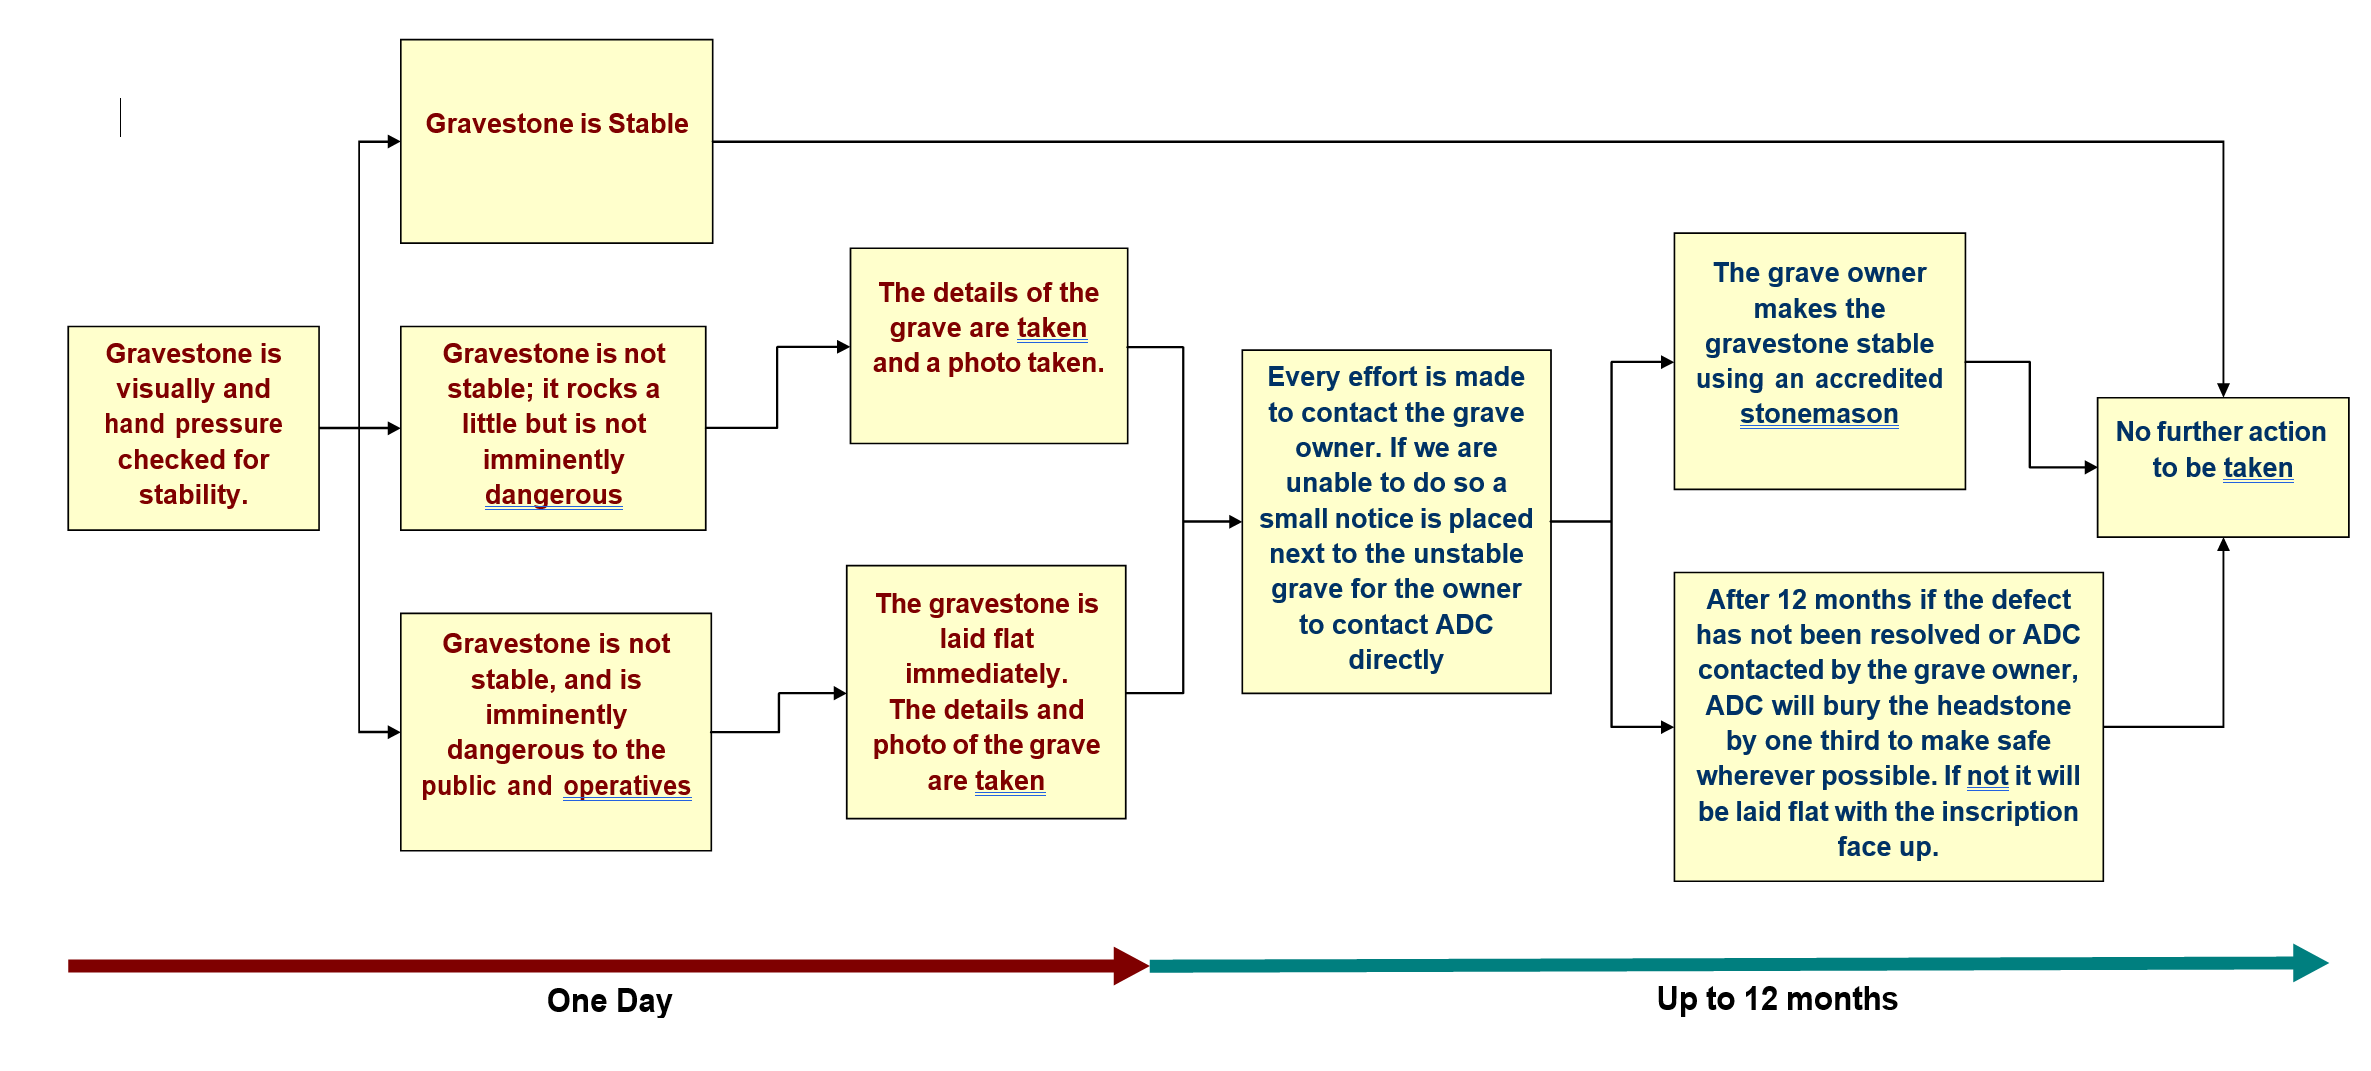 Gravestone is Stable
Gravestone is
visually and
hand pressure
checked for
stability.
Gravestone is not
stable; it rocks a
little but is not
imminently
dangerous
Gravestone is not
stable, and is
imminently
dangerous to the
public and operatives
The details of the
grave are taken
and a photo taken.
The gravestone is
laid flat
immediately.
The details and
photo of the grave
are taken
Every effort is made
to contact the grave
owner. If we are
unable to do so a
small notice is placed
next to the unstable
grave for the owner
to contact ADC
directly
The grave owner
makes the
gravestone stable
using an accredited
stonemason
After 12 months if the defect
has not been resolved or ADC
contacted by the grave owner,
ADC will bury the headstone
by one third to make safe
wherever possible. If not it will
be laid flat with the inscription
face up.
No further action
to be taken
One Day
Up to 12 months